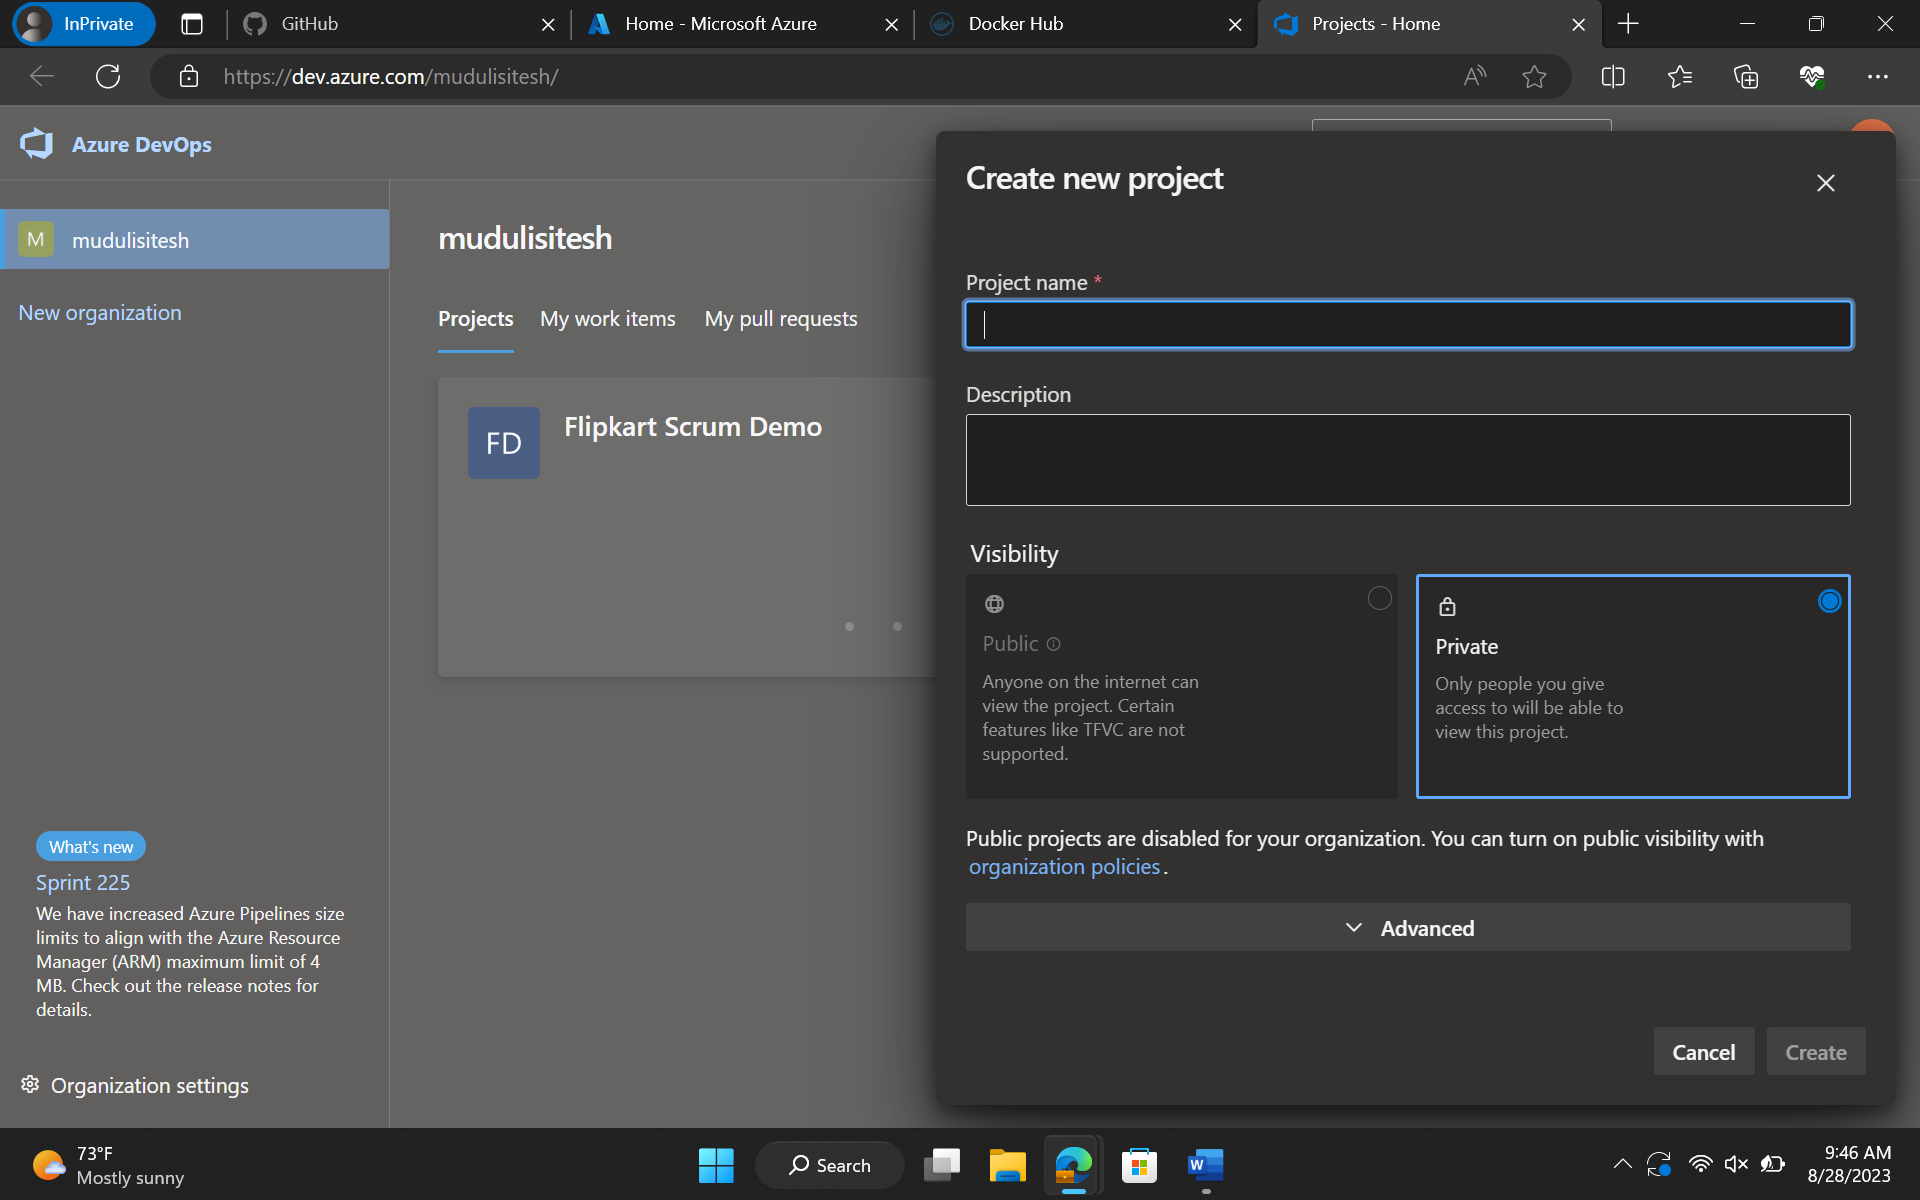 InPrivate
GitHub
Home - Microsoft Azure
Docker Hub
Projects - Home
https://dev.azure.com/mudulisitesh/
Azure DevOps
M
mudulisitesh
New organization
What's new
Sprint 225
We have increased Azure Pipelines size
limits to align with the Azure Resource
Manager (ARM) maximum limit of 4
MB. Check out the release notes for
details.
Organization settings
mudulisitesh
Projects
My work items
My pull requests
FD
Flipkart Scrum Demo
Create new project
Project name *
Description
Visibility
Public
Anyone on the internet can
view the project. Certain
features like TFVC are not
supported.
Private
Only people you give
access to will be able to
view this project.
Public projects are disabled for your organization. You can turn on public visibility with
organization policies.
Advanced
Cancel
Create
73°F
Mostly sunny
Search
W
9:46 AM
8/28/2023